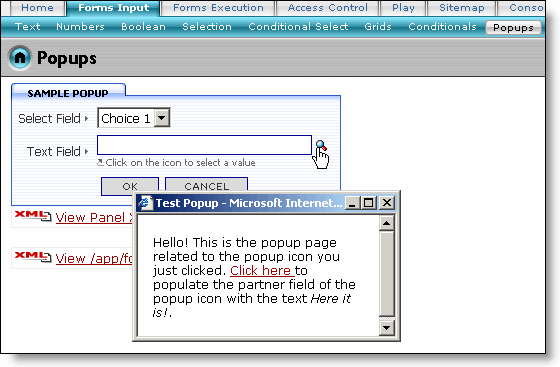 Home Forms Input Forms Execution Access Control Play Sitemap Conso
Text Numbers Boolean Selection Conditional Select Grids Conditionals Popups
Popups
SAMPLE POPUP
Select Field Choice 1
Text Field
Click on the icon to select a value
OK CANCEL
XML View Panel X
XML View /app/fo
Test Popup - Microsoft Internet...
Hello! This is the popup page
related to the popup icon you
just clicked. Click here to
populate the partner field of the
popup icon with the text Here it
is!.